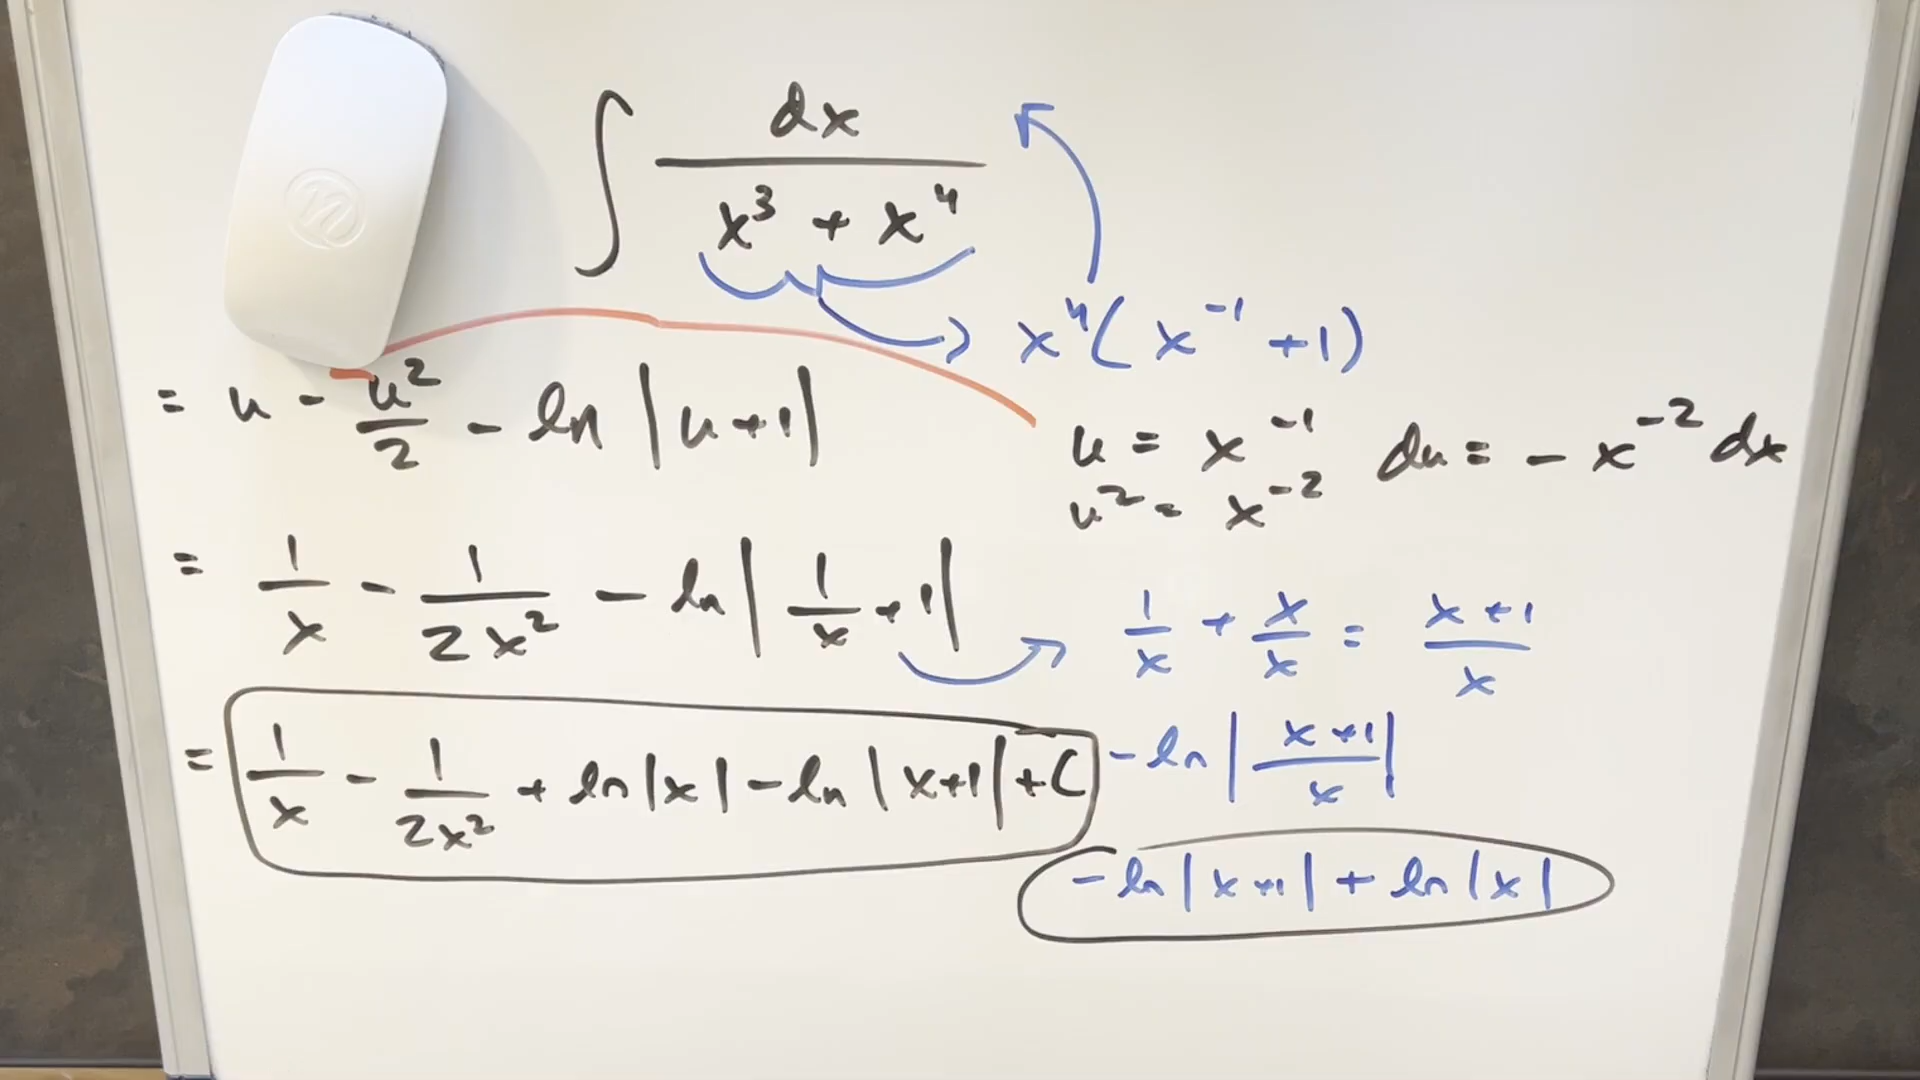 ∫ dx / (x³ + x⁴)
x⁴(x⁻¹ + 1)
= u - u²/2 - ln|u+1|
u = x⁻¹ du = -x⁻² dx
u² = x⁻²
= 1/x - 1/2x² - ln|1/x + 1|
1/x + x/x = x+1/x
= 1/x - 1/2x² + ln|x| - ln|x+1| + C
-ln|x+1/x|
-ln|x+1| + ln|x|